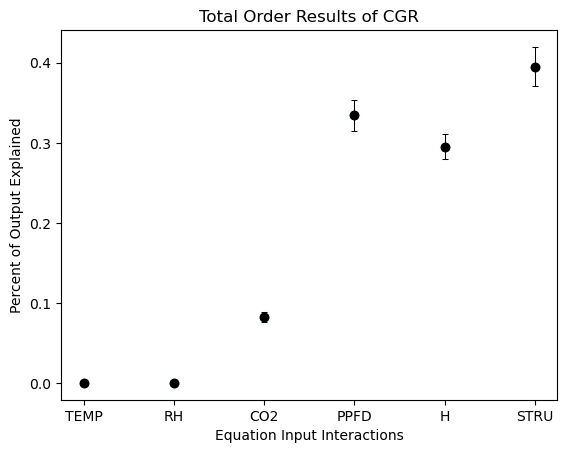 Total Order Results of CGR
Percent of Output Explained
0.4
0.3
0.2
0.1
0.0
TEMP RH CO2 PPFD H STRU
Equation Input Interactions